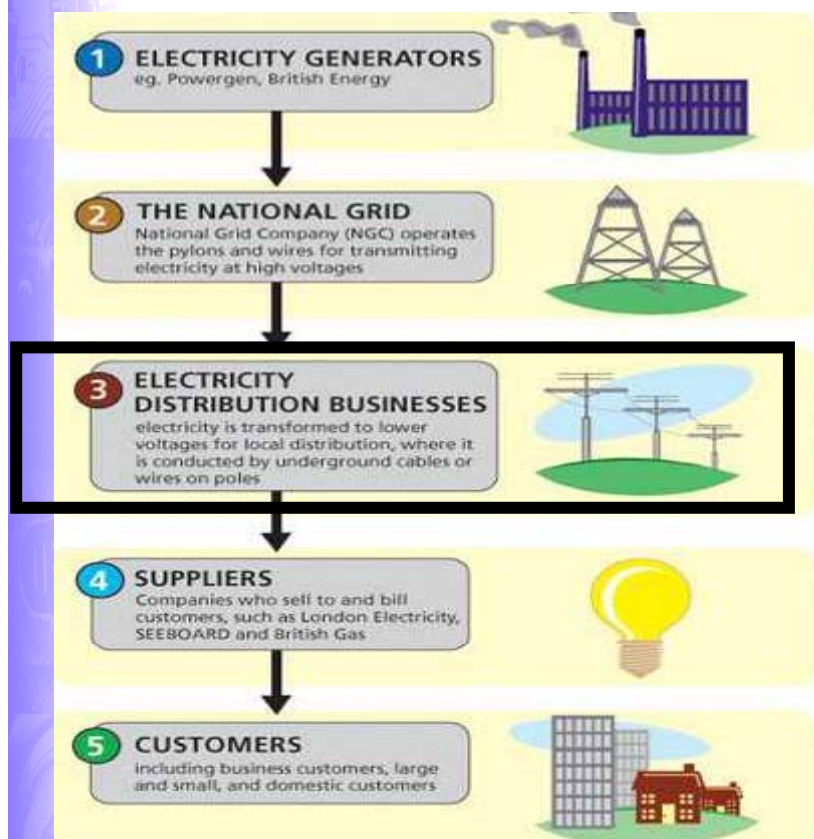 1
ELECTRICITY GENERATORS
eg. Powergen, British Energy
2
THE NATIONAL GRID
National Grid Company (NGC) operates
the pylons and wires for transmitting
electricity at high voltages
3
ELECTRICITY
DISTRIBUTION BUSINESSES
electricity is transformed to lower
voltages for local distribution, where it
is conducted by underground cables or
wires on poles
4
SUPPLIERS
Companies who sell to and bill
customers, such as London Electricity,
SEEBOARD and British Gas
5
CUSTOMERS
including business customers, large
and small, and domestic customers